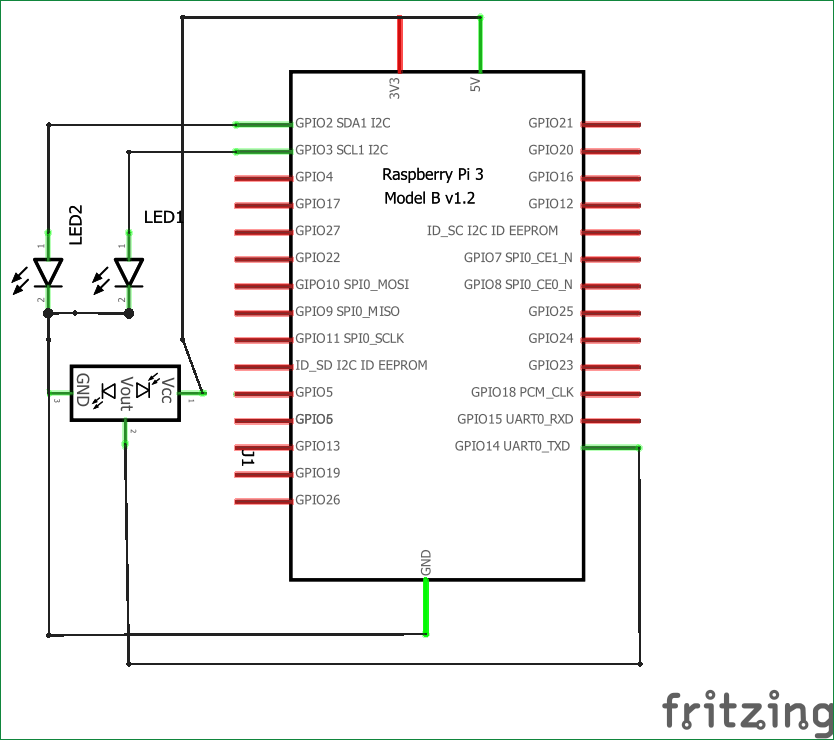 3V3
5V
GPIO2 SDA1 I2C
GPIO21
GPIO3 SCL1 I2C
GPIO20
Raspberry Pi 3
Model B v1.2
GPIO4
GPIO16
GPIO17
GPIO12
LED2
LED1
GPIO27
ID_SC I2C ID EEPROM
1
1
GPIO22
GPIO7 SPI0_CE1_N
GIPO10 SPI0_MOSI
GPIO8 SPI0_CE0_N
2
2
GPIO9 SPI0_MISO
GPIO25
GPIO11 SPI0_SCLK
GPIO24
ID_SD I2C ID EEPROM
GPIO23
GND
Vout
Vcc
3
1
2
GPIO5
GPIO18 PCM_CLK
GPIO6
GPIO15 UART0_RXD
GPIO13
GPIO14 UART0_TXD
J1
GPIO19
GPIO26
GND
fritzing